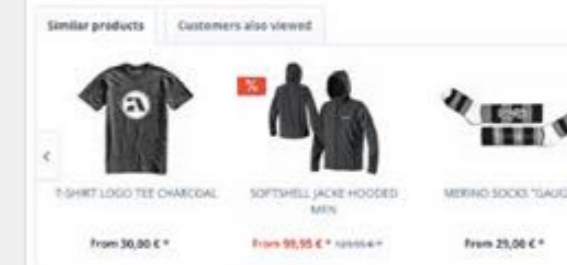 Similar products
Customers also viewed
%
T-SHIRT LOGO TEE CHARCOAL
SOFTSHELL JACKE HOODED
MEN
MERINO SOCKS "GAUG
From 30,00 € *
From 99,95 € *
From 29,00 € *